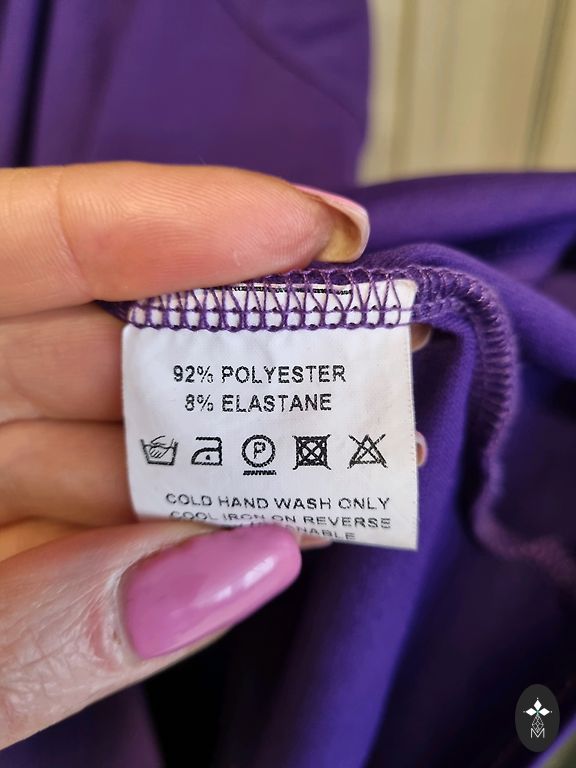 92% POLYESTER
8% ELASTANE
P
COLD HAND WASH ONLY
COOL IRON ON REVERSE
M